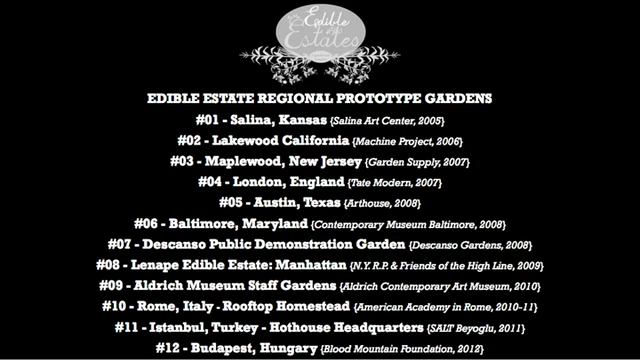 Edible
Estates
EDIBLE ESTATE REGIONAL PROTOTYPE GARDENS
#01 - Salina, Kansas {Salina Art Center, 2005}
#02 - Lakewood California {Machine Project, 2006}
#03 - Maplewood, New Jersey {Garden Supply, 2007}
#04 - London, England {Tate Modern, 2007}
#05 - Austin, Texas {Arthouse, 2008}
#06 - Baltimore, Maryland {Contemporary Museum Baltimore, 2008}
#07 - Descanso Public Demonstration Garden {Descanso Gardens, 2008}
#08 - Lenape Edible Estate: Manhattan {N.Y.R.P. & Friends of the High Line, 2009}
#09 - Aldrich Museum Staff Gardens {Aldrich Contemporary Art Museum, 2010}
#10 - Rome, Italy - Rooftop Homestead {American Academy in Rome, 2010-11}
#11 - Istanbul, Turkey - Hothouse Headquarters {SALT Beyoglu, 2011}
#12 - Budapest, Hungary {Blood Mountain Foundation, 2012}